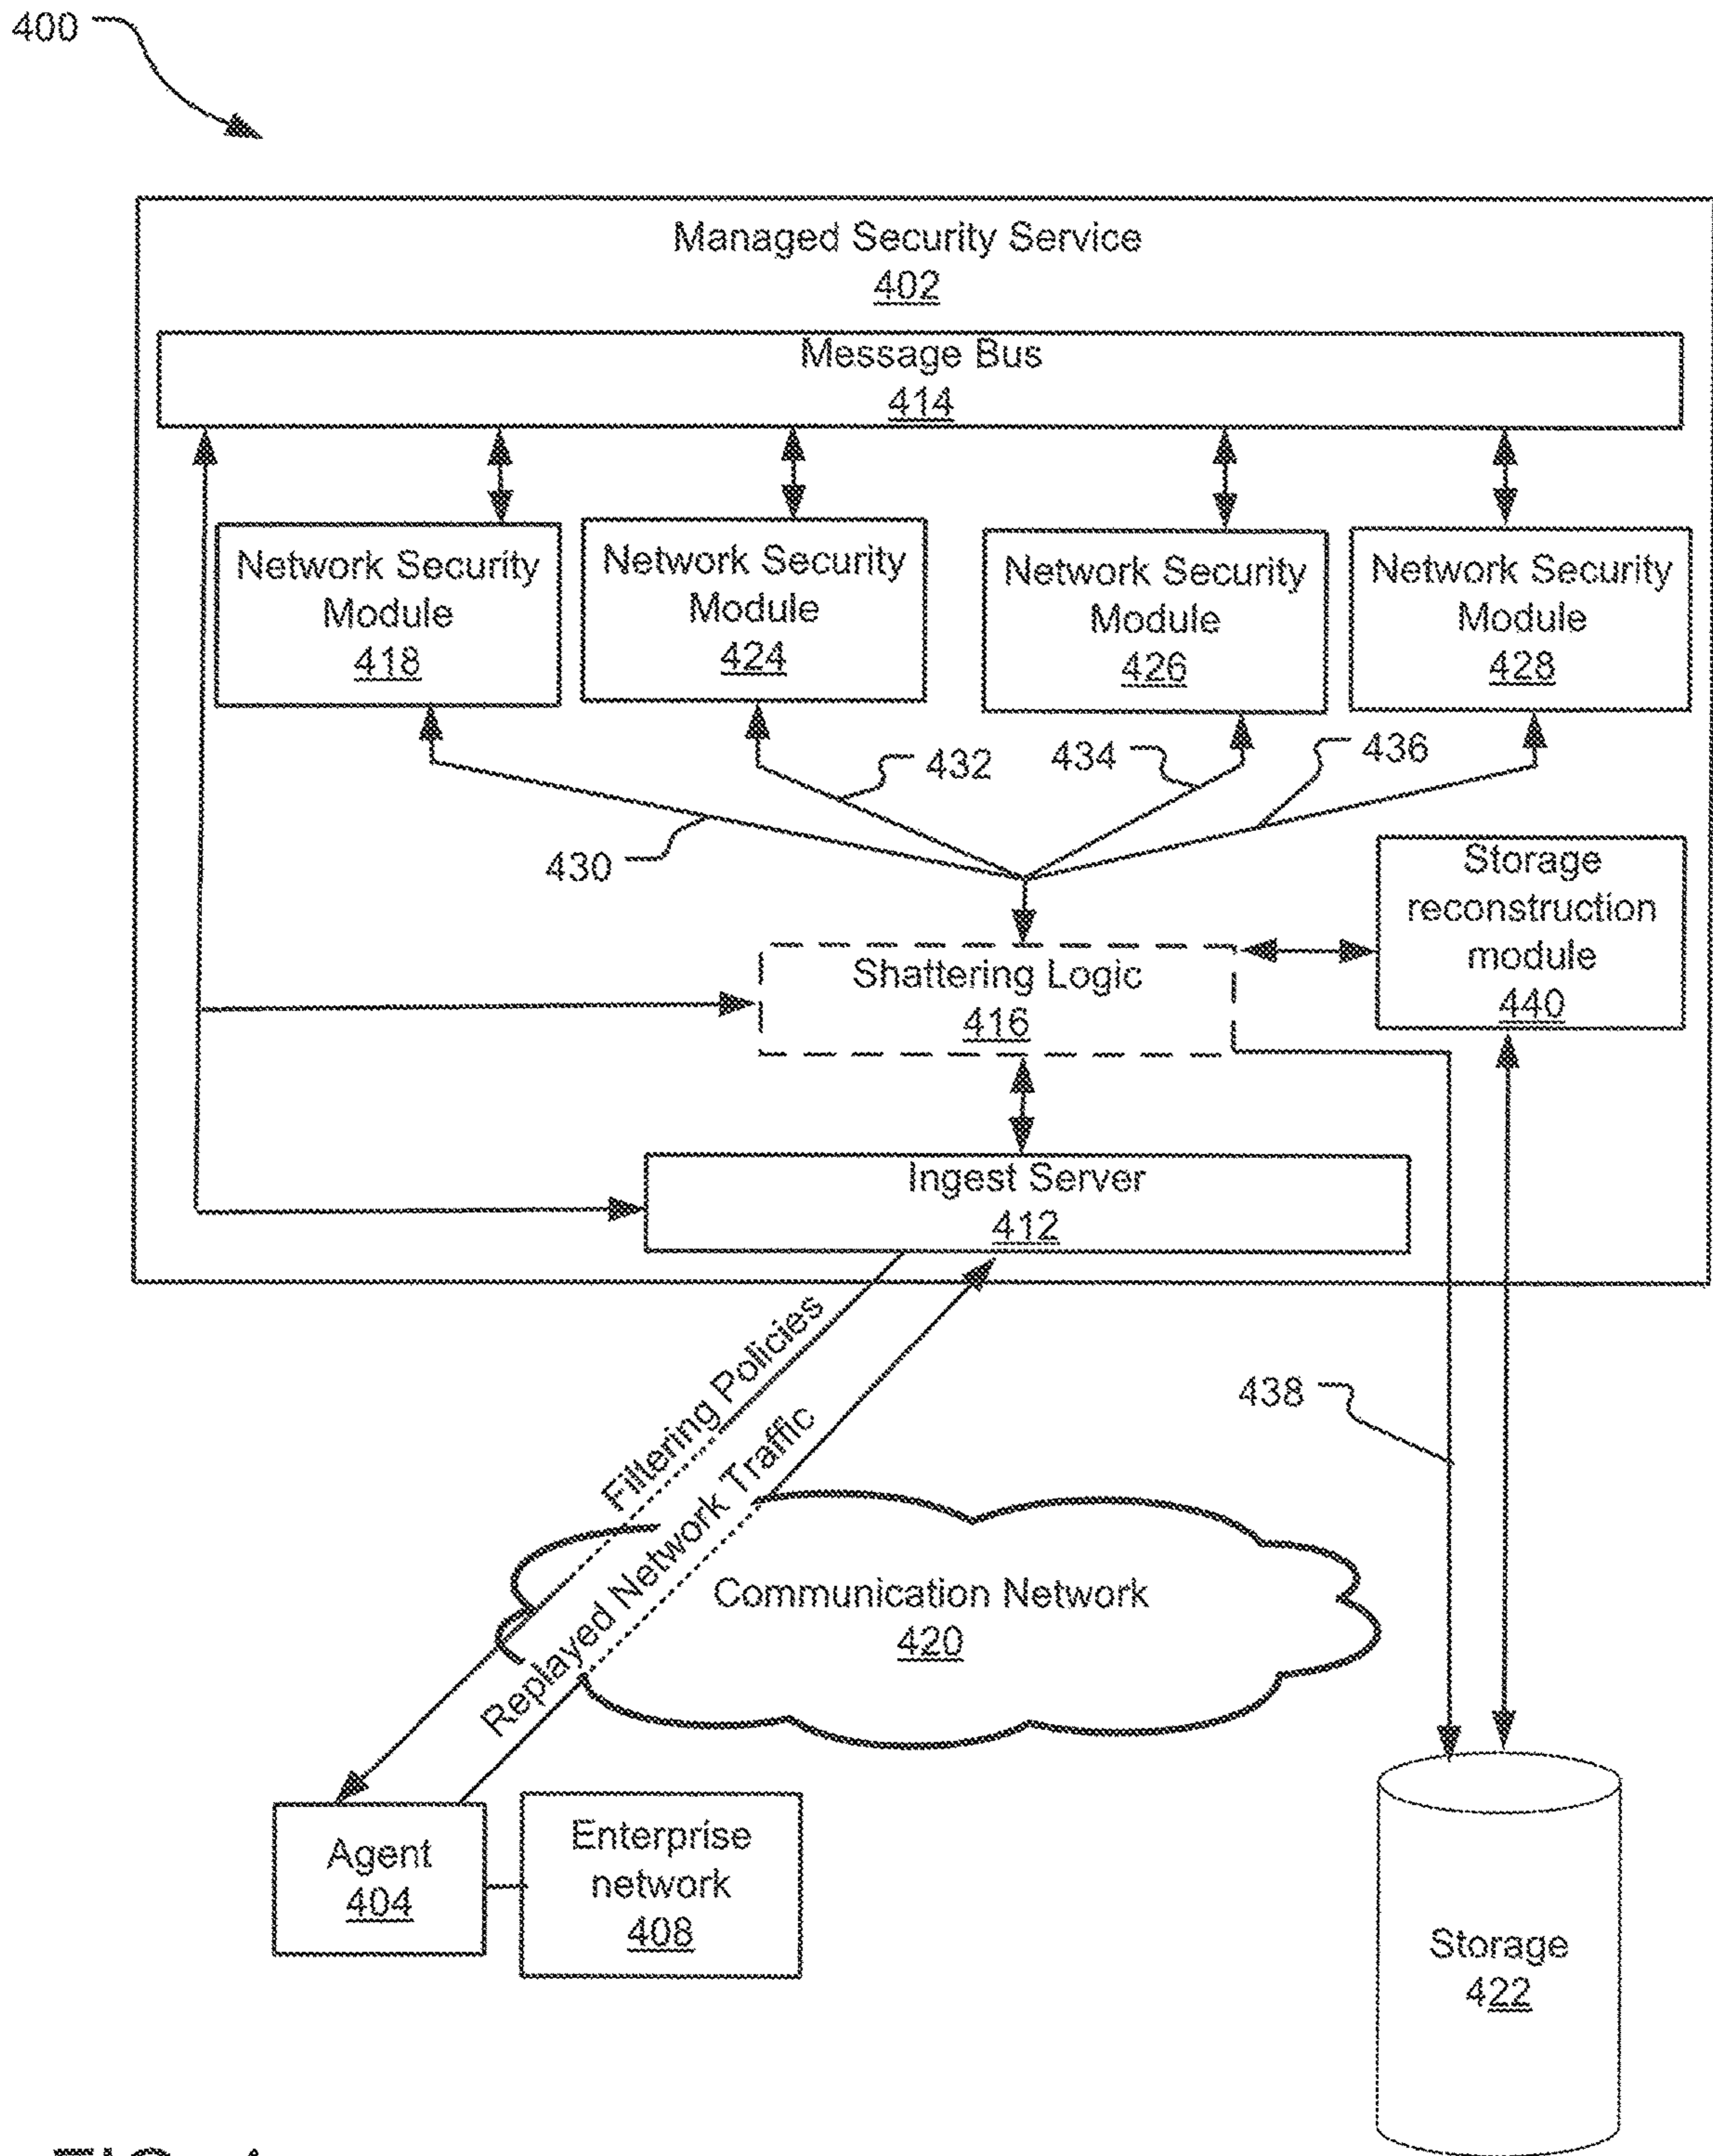 400
Managed Security Service
402
Message Bus
414
Network Security
Module
418
Network Security
Module
424
Network Security
Module
426
Network Security
Module
428
430
432
434
436
Storage
reconstruction
module
440
Shattering Logic
416
Ingest Server
412
Filtering Policies
Replayed Network Traffic
438
Communication Network
420
Agent
404
Enterprise
network
408
Storage
422